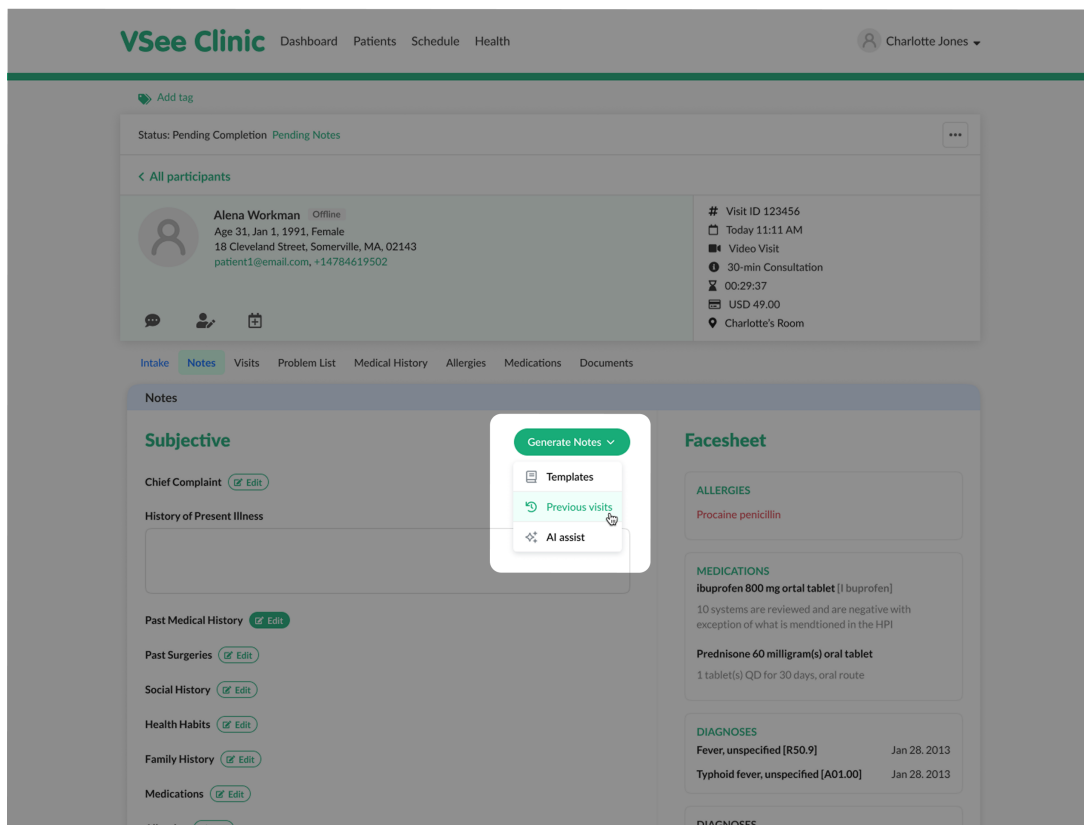 VSee Clinic Dashboard Patients Schedule Health Charlotte Jones
Add tag
Status: Pending Completion Pending Notes
All participants
Alena Workman Offline
Age 31, Jan 1, 1991, Female
18 Cleveland Street, Somerville, MA, 02143
patient1@email.com, +14784619502
# Visit ID 123456
Today 11:11 AM
Video Visit
30-min Consultation
00:29:37
USD 49.00
Charlotte's Room
Intake Notes Visits Problem List Medical History Allergies Medications Documents
Notes
Subjective
Generate Notes
Templates
Previous visits
AI assist
Chief Complaint Edit
History of Present Illness
Past Medical History Edit
Past Surgeries Edit
Social History Edit
Health Habits Edit
Family History Edit
Medications Edit
Facesheet
ALLERGIES
Procaine penicillin
MEDICATIONS
ibuprofen 800 mg ortal tablet [I buprofen]
10 systems are reviewed and are negative with
exception of what is mendtioned in the HPI
Prednisone 60 milligram(s) oral tablet
1 tablet(s) QD for 30 days, oral route
DIAGNOSES
Fever, unspecified [R50.9] Jan 28. 2013
Typhoid fever, unspecified [A01.00] Jan 28. 2013
DIAGNOSES